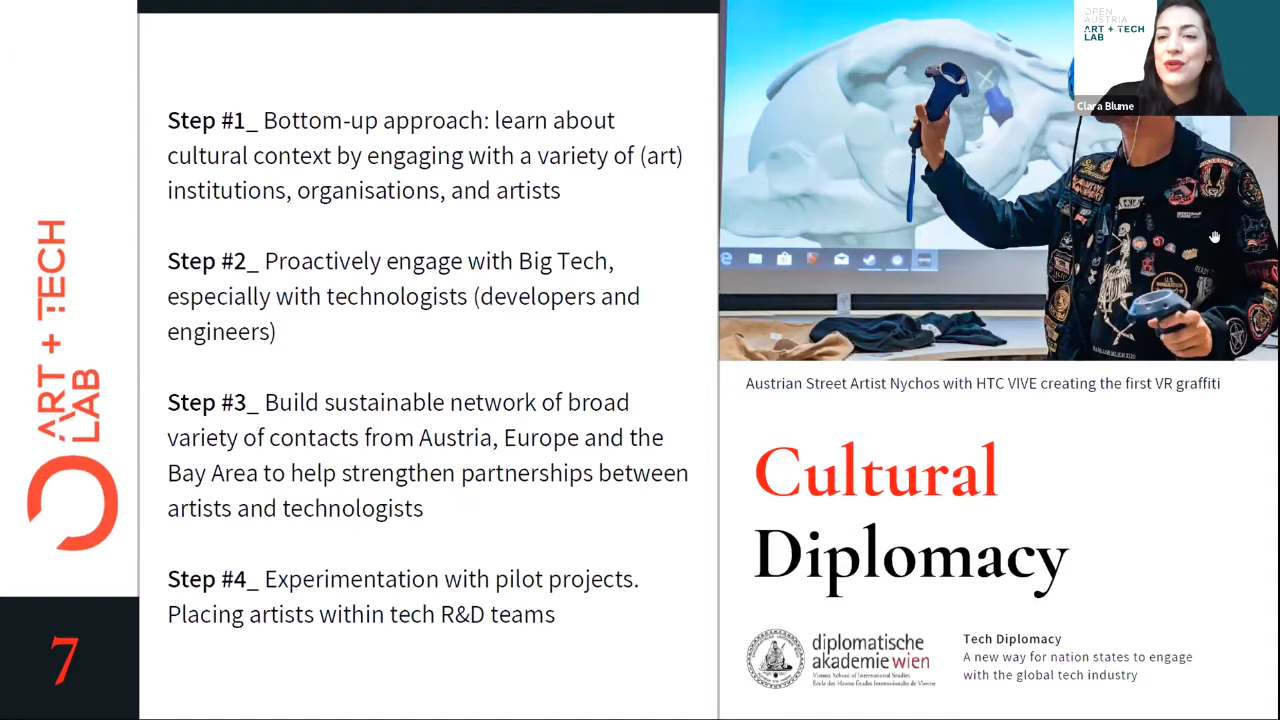 ART + TECH
LAB
7
Step #1_ Bottom-up approach: learn about
cultural context by engaging with a variety of (art)
institutions, organisations, and artists
Step #2_ Proactively engage with Big Tech,
especially with technologists (developers and
engineers)
Step #3_ Build sustainable network of broad
variety of contacts from Austria, Europe and the
Bay Area to help strengthen partnerships between
artists and technologists
Step #4_ Experimentation with pilot projects.
Placing artists within tech R&D teams
OPEN
AUSTRIA
ART + TECH
LAB
Clara Blume
Austrian Street Artist Nychos with HTC VIVE creating the first VR graffiti
Cultural
Diplomacy
diplomatische
akademie wien
Vienna School of International Studies
École des Hautes Études Internationales de Vienne
Tech Diplomacy
A new way for nation states to engage
with the global tech industry